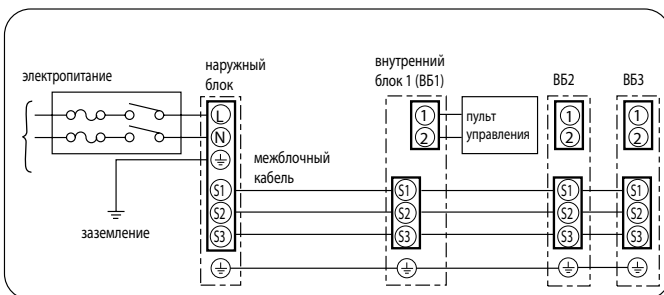 электропитание
наружный
блок
внутренний
блок 1 (ВБ1)
ВБ2
ВБ3
L
N
1
2
пульт
управления
1
2
1
2
межблочный
кабель
заземление
S1
S2
S3
S1
S2
S3
S1
S2
S3
S1
S2
S3